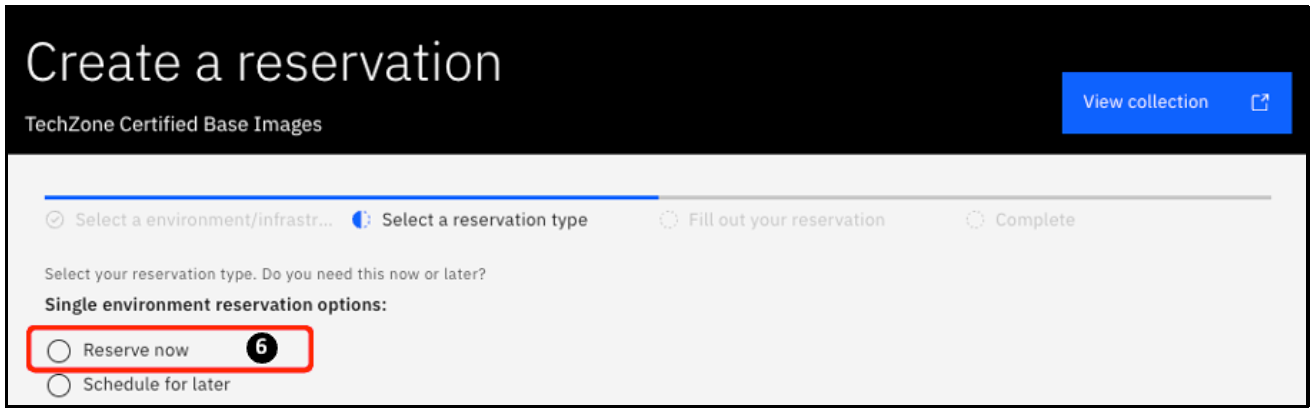 Create a reservation
TechZone Certified Base Images
View collection
Select a environment/infrastr... Select a reservation type Fill out your reservation Complete
Select your reservation type. Do you need this now or later?
Single environment reservation options:
Reserve now 6
Schedule for later